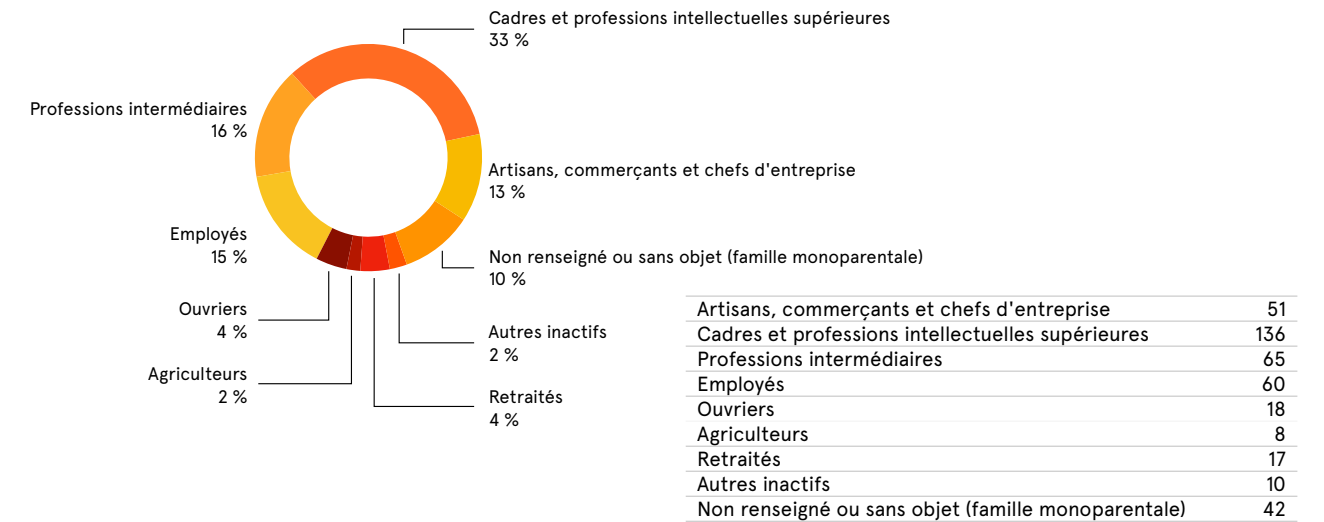 Cadres et professions intellectuelles supérieures
33 %
Professions intermédiaires
16 %
Artisans, commerçants et chefs d'entreprise
13 %
Employés
15 %
Non renseigné ou sans objet (famille monoparentale)
10 %
Ouvriers
4 %
Autres inactifs
2 %
Agriculteurs
2 %
Retraités
4 %
Artisans, commerçants et chefs d'entreprise 51
Cadres et professions intellectuelles supérieures 136
Professions intermédiaires 65
Employés 60
Ouvriers 18
Agriculteurs 8
Retraités 17
Autres inactifs 10
Non renseigné ou sans objet (famille monoparentale) 42